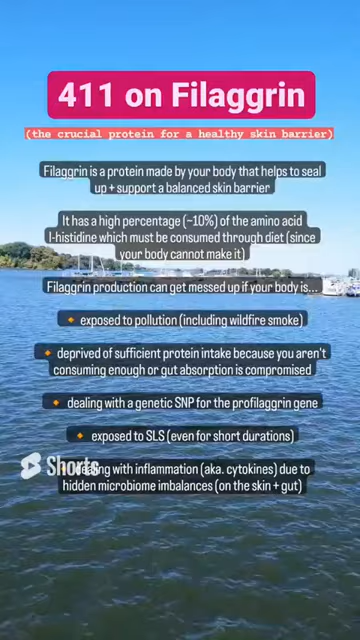 411 on Filaggrin
(the crucial protein for a healthy skin barrier)
Filaggrin is a protein made by your body that helps to seal
up + support a balanced skin barrier
It has a high percentage (~10%) of the amino acid
l-histidine which must be consumed through diet (since
your body cannot make it)
Filaggrin production can get messed up if your body is...
🔸 exposed to pollution (including wildfire smoke)
🔸 deprived of sufficient protein intake because you aren't
consuming enough or gut absorption is compromised
🔸 dealing with a genetic SNP for the profilaggrin gene
🔸 exposed to SLS (even for short durations)
Shorts
🔸 dealing with inflammation (aka. cytokines) due to
hidden microbiome imbalances (on the skin + gut)